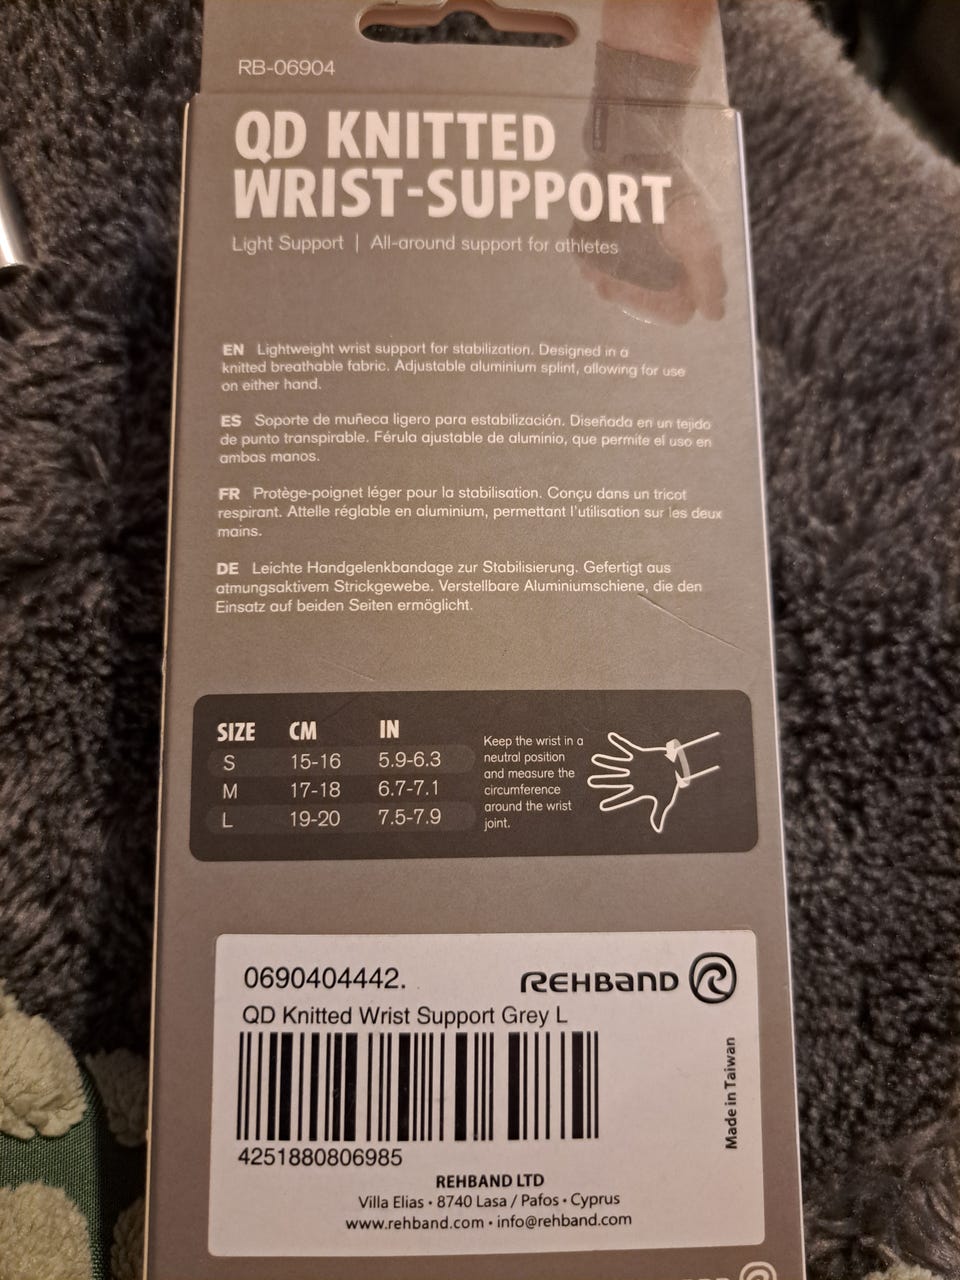 RB-06904
QD KNITTED
WRIST-SUPPORT
Light Support | All-around support for athletes
EN Lightweight wrist support for stabilization. Designed in a
knitted breathable fabric. Adjustable aluminium splint, allowing for use
on either hand.
ES Soporte de muñeca ligero para estabilización. Diseñada en un tejido
de punto transpirable. Férula ajustable de aluminio, que permite el uso en
ambas manos.
FR Protège-poignet léger pour la stabilisation. Conçu dans un tricot
respirant. Attelle réglable en aluminium, permettant l'utilisation sur les deux
mains.
DE Leichte Handgelenkbandage zur Stabilisierung. Gefertigt aus
atmungsaktivem Strickgewebe. Verstellbare Aluminiumschiene, die den
Einsatz auf beiden Seiten ermöglicht.
SIZE CM IN
S 15-16 5.9-6.3
M 17-18 6.7-7.1
L 19-20 7.5-7.9
Keep the wrist in a
neutral position
and measure the
circumference
around the wrist
joint.
0690404442.
REHBAND
QD Knitted Wrist Support Grey L
Made in Taiwan
4251880806985
REHBAND LTD
Villa Elias • 8740 Lasa / Pafos • Cyprus
www.rehband.com • info@rehband.com